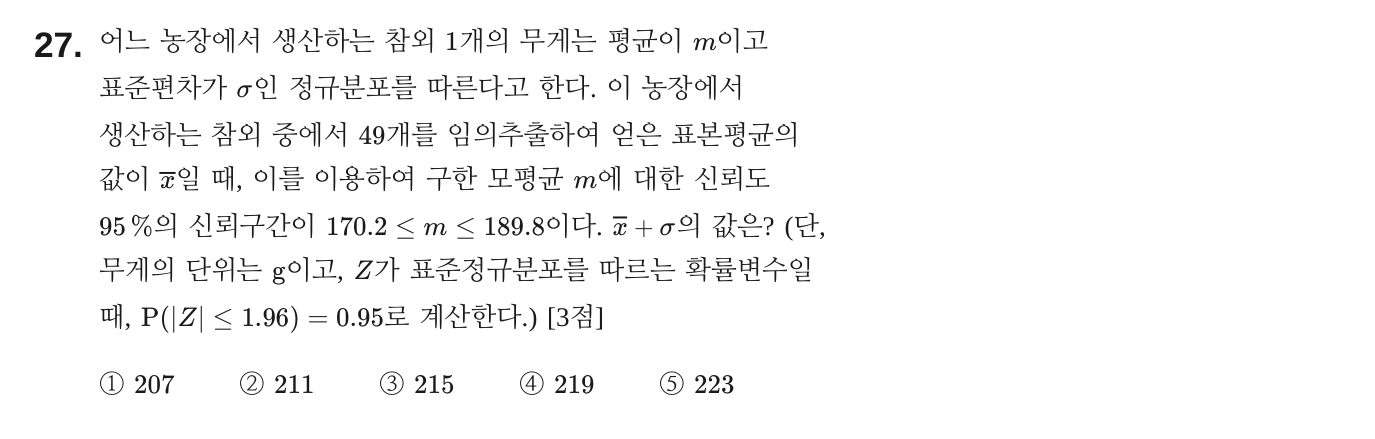 27. 어느 농장에서 생산하는 참외 1개의 무게는 평균이 m이고
표준편차가 σ인 정규분포를 따른다고 한다. 이 농장에서
생산하는 참외 중에서 49개를 임의추출하여 얻은 표본평균의
값이 x̅일 때, 이를 이용하여 구한 모평균 m에 대한 신뢰도
95%의 신뢰구간이 170.2 ≤ m ≤ 189.8이다. x̅ + σ의 값은? (단,
무게의 단위는 g이고, Z가 표준정규분포를 따르는 확률변수일
때, P(|Z| ≤ 1.96) = 0.95로 계산한다.) [3점]
① 207 ② 211 ③ 215 ④ 219 ⑤ 223